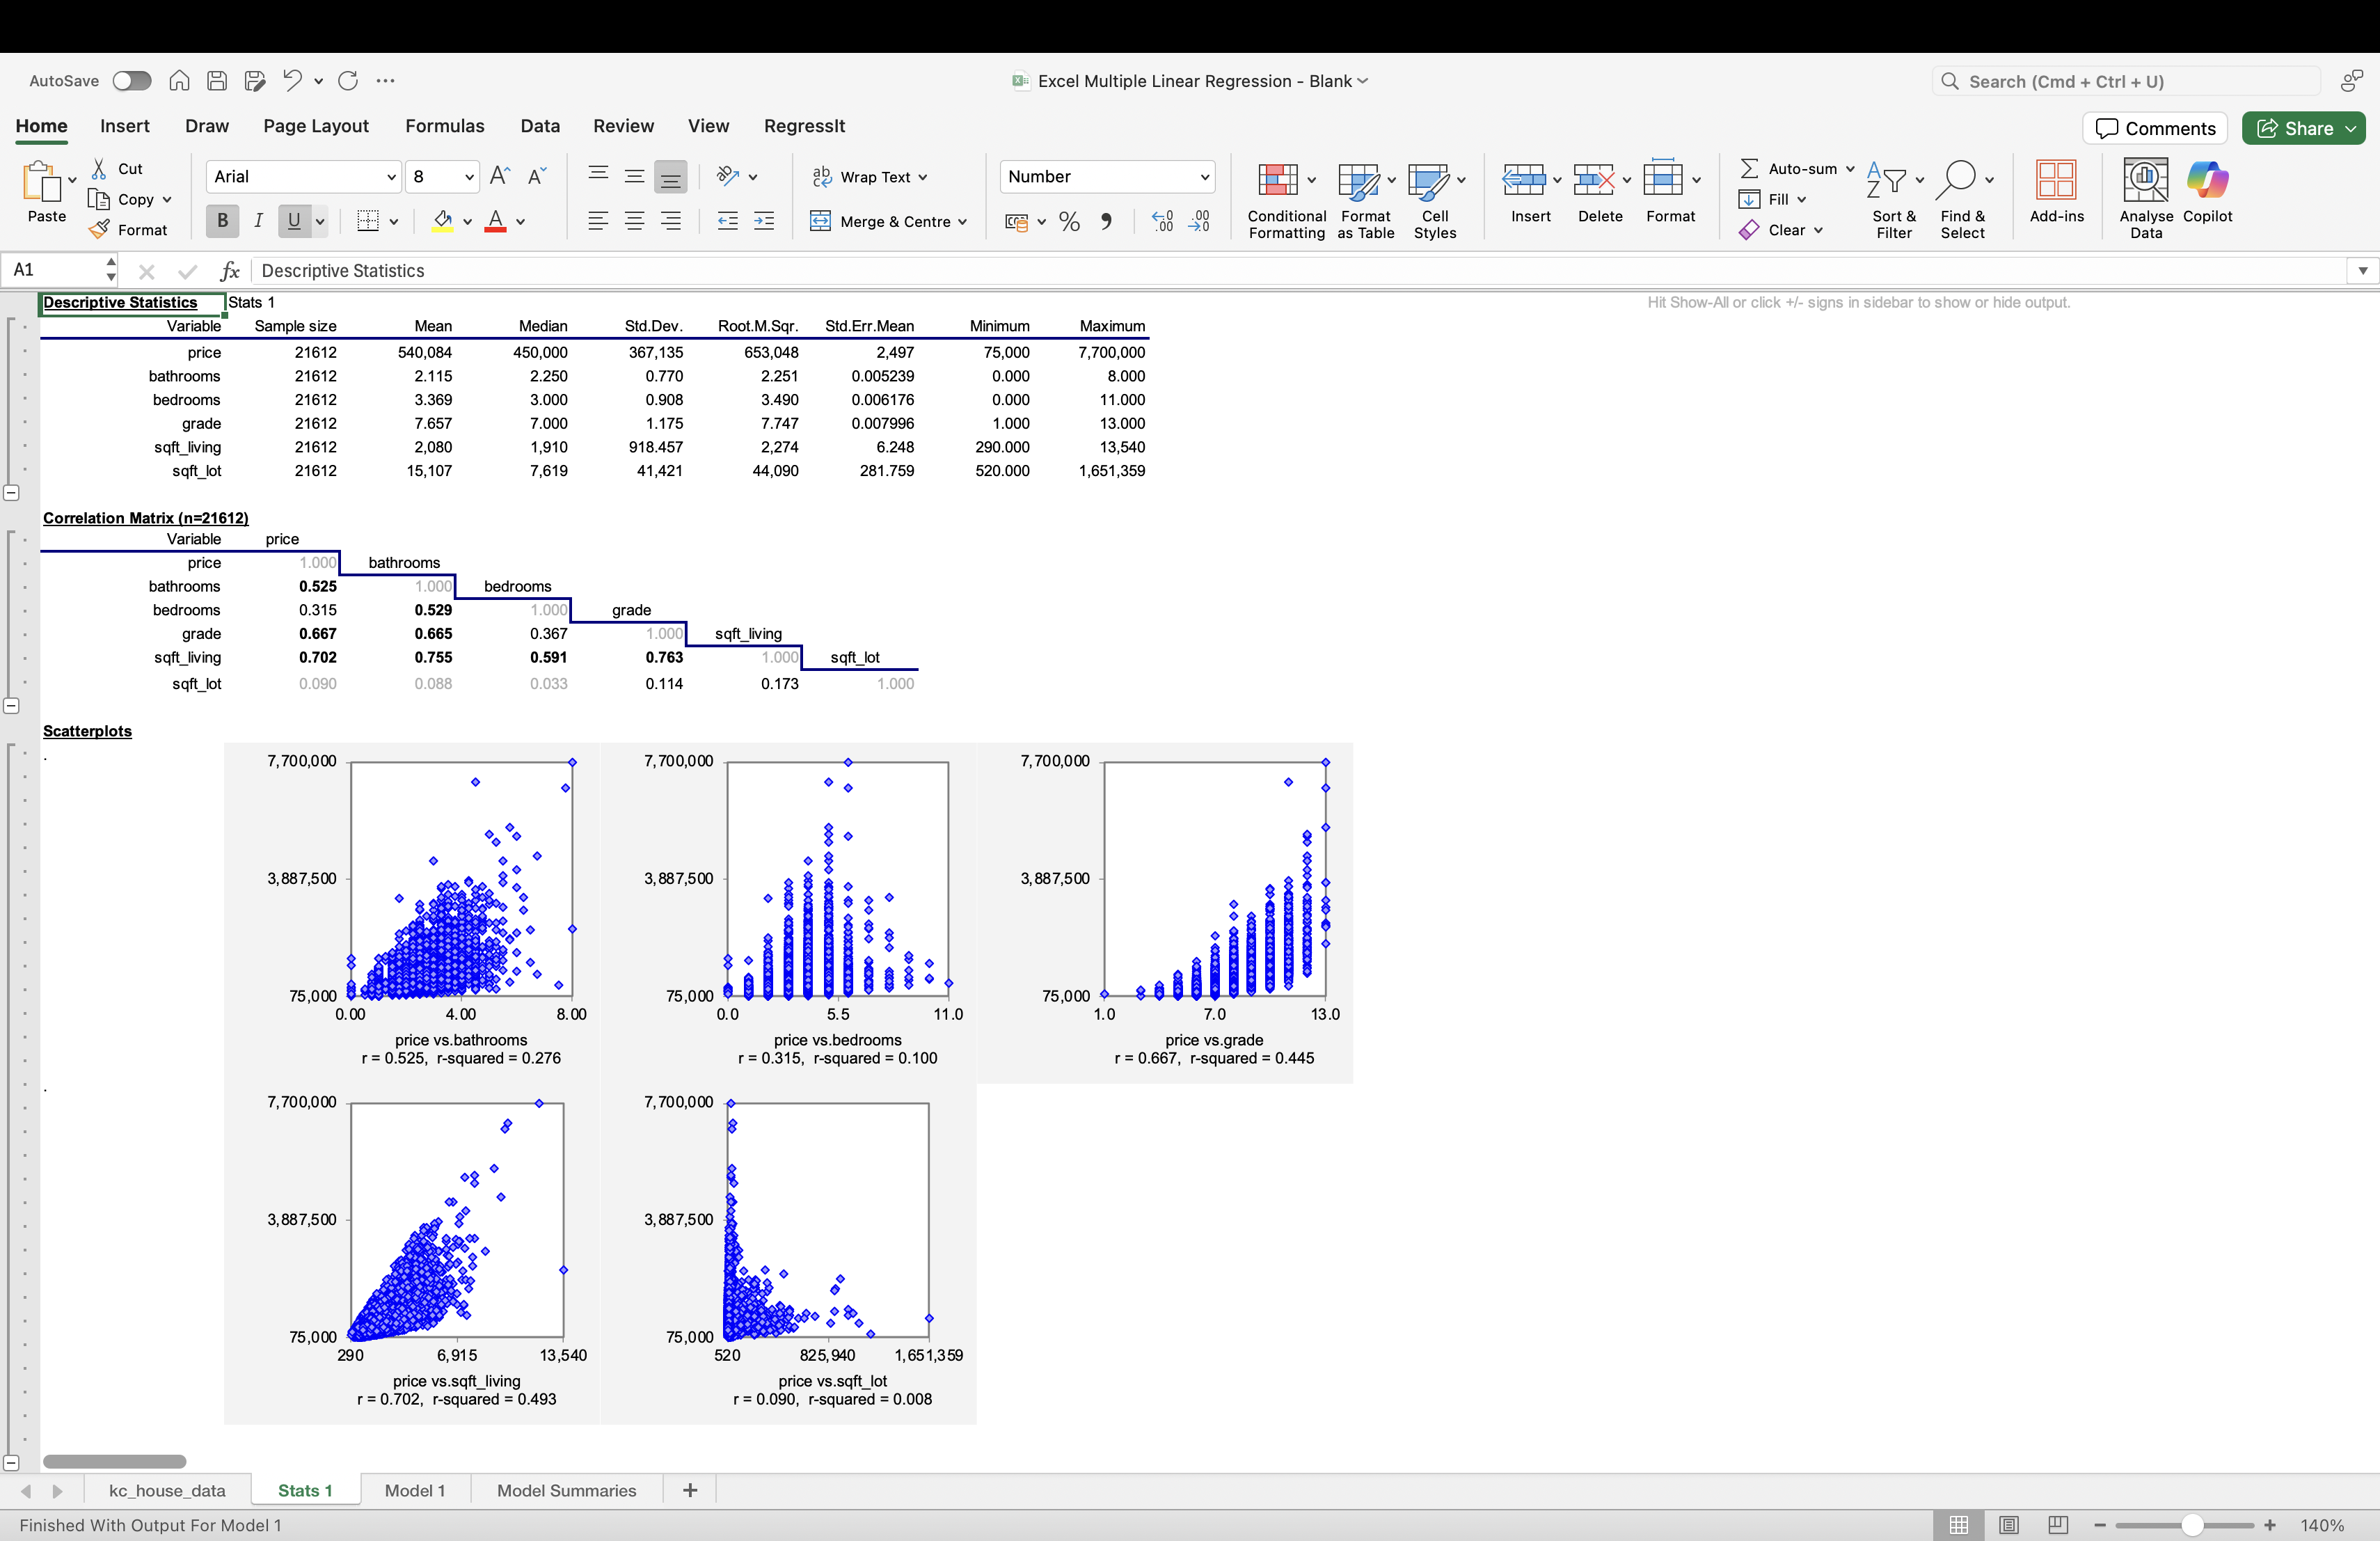 AutoSave
Excel Multiple Linear Regression - Blank
Search (Cmd + Ctrl + U)
Home Insert Draw Page Layout Formulas Data Review View RegressIt
Comments Share
Paste Cut Copy Format
Arial 8
B I U
Wrap Text
Merge & Centre
Number
Conditional Formatting Format as Table Cell Styles
Insert Delete Format
Auto-sum
Fill
Clear
Sort & Filter Find & Select
Add-ins
Analyse Data Copilot
A1 fx Descriptive Statistics
Descriptive Statistics Stats 1 Hit Show-All or click +/- signs in sidebar to show or hide output.
Variable Sample size Mean Median Std.Dev. Root.M.Sqr. Std.Err.Mean Minimum Maximum
price 21612 540,084 450,000 367,135 653,048 2,497 75,000 7,700,000
bathrooms 21612 2.115 2.250 0.770 2.251 0.005239 0.000 8.000
bedrooms 21612 3.369 3.000 0.908 3.490 0.006176 0.000 11.000
grade 21612 7.657 7.000 1.175 7.747 0.007996 1.000 13.000
sqft_living 21612 2,080 1,910 918.457 2,274 6.248 290.000 13,540
sqft_lot 21612 15,107 7,619 41,421 44,090 281.759 520.000 1,651,359
Correlation Matrix (n=21612)
Variable price
price 1.000 bathrooms
bathrooms 0.525 1.000 bedrooms
bedrooms 0.315 0.529 1.000 grade
grade 0.667 0.665 0.367 1.000 sqft_living
sqft_living 0.702 0.755 0.591 0.763 1.000 sqft_lot
sqft_lot 0.090 0.088 0.033 0.114 0.173 1.000
Scatterplots
7,700,000 7,700,000 7,700,000
3,887,500 3,887,500 3,887,500
75,000 75,000 75,000
0.00 4.00 8.00 0.0 5.5 11.0 1.0 7.0 13.0
price vs.bathrooms price vs.bedrooms price vs.grade
r = 0.525, r-squared = 0.276 r = 0.315, r-squared = 0.100 r = 0.667, r-squared = 0.445
7,700,000 7,700,000
3,887,500 3,887,500
75,000 75,000
290 6,915 13,540 520 825,940 1,651,359
price vs.sqft_living price vs.sqft_lot
r = 0.702, r-squared = 0.493 r = 0.090, r-squared = 0.008
kc_house_data Stats 1 Model 1 Model Summaries
Finished With Output For Model 1 140%